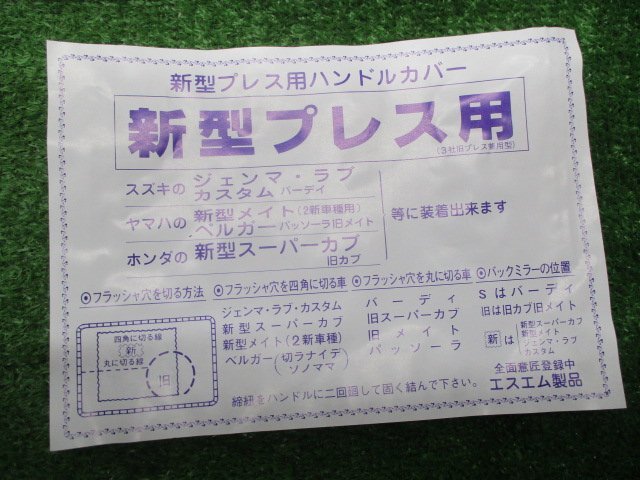 新型プレス用ハンドルカバー
新型プレス用
(3社旧プレス兼用型)
スズキの ジェンマ・ラブ
カスタム バーディ
ヤマハの 新型メイト(2新車種用)
ベルガー パッソーラ旧メイト
ホンダの 新型スーパーカブ
旧カブ
等に装着出来ます
◉フラッシャ穴を切る方法
四角に切る線
新
丸に切る線
旧
◉フラッシャ穴を四角に切る車
ジェンマ・ラブ・カスタム
新型スーパーカブ
新型メイト(2新車種)
ベルガー(切ラナイデソノママ)
◉フラッシャ穴を丸に切る車
バーディ
旧スーパーカブ
旧メイト
パッソーラ
◉バックミラーの位置
Sはバーディ
旧は旧カブ旧メイト
新は 新型スーパーカブ
新型メイト
ジェンマ・ラブ
カスタム
締紐をハンドルに二回廻して固く結んで下さい。
全面意匠登録中
エスエム製品